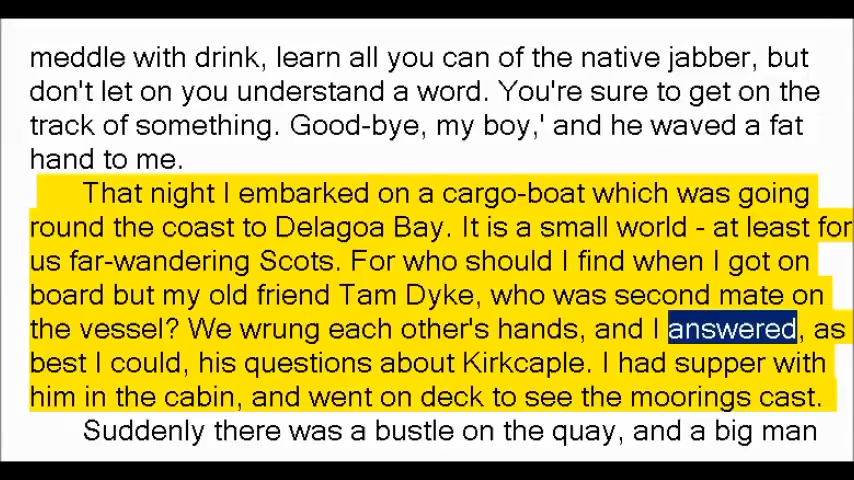 meddle with drink, learn all you can of the native jabber, but
don't let on you understand a word. You're sure to get on the
track of something. Good-bye, my boy,' and he waved a fat
hand to me.
That night I embarked on a cargo-boat which was going
round the coast to Delagoa Bay. It is a small world - at least for
us far-wandering Scots. For who should I find when I got on
board but my old friend Tam Dyke, who was second mate on
the vessel? We wrung each other's hands, and I answered, as
best I could, his questions about Kirkcaple. I had supper with
him in the cabin, and went on deck to see the moorings cast.
Suddenly there was a bustle on the quay, and a big man